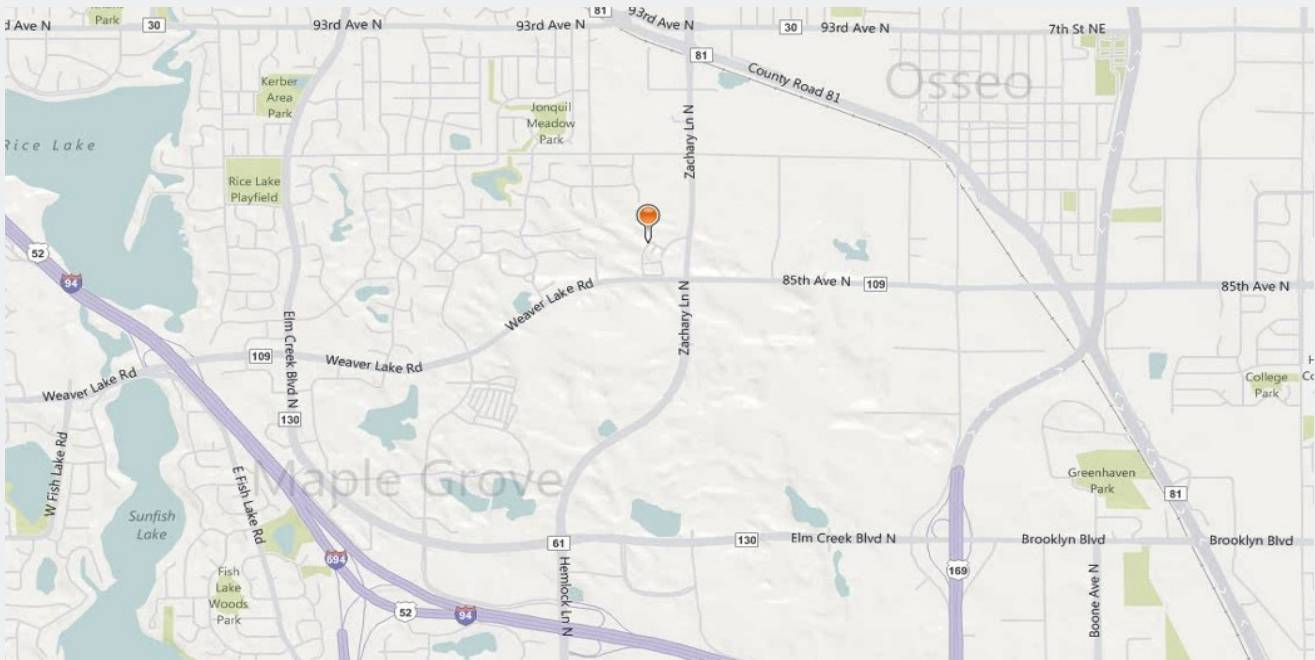 Park
d Ave N
30
93rd Ave N
93rd Ave N
81
93rd Ave N
30
93rd Ave N
7th St NE
81
County Road 81
Osseo
Kerber
Area
Park
Jonquil
Meadow
Park
Zachary Ln N
Rice Lake
Rice Lake
Playfield
52
94
85th Ave N
109
85th Ave N
Weaver Lake Rd
Zachary Ln N
Elm Creek Blvd N
109
Weaver Lake Rd
Weaver Lake Rd
College
Park
H
Co
130
W Fish Lake Rd
E Fish Lake Rd
Maple Grove
Greenhaven
Park
81
Sunfish
Lake
61
130
Elm Creek Blvd N
Brooklyn Blvd
Brooklyn Blvd
694
169
Fish
Lake
Woods
Park
Hemlock Ln N
Boone Ave N
52
94